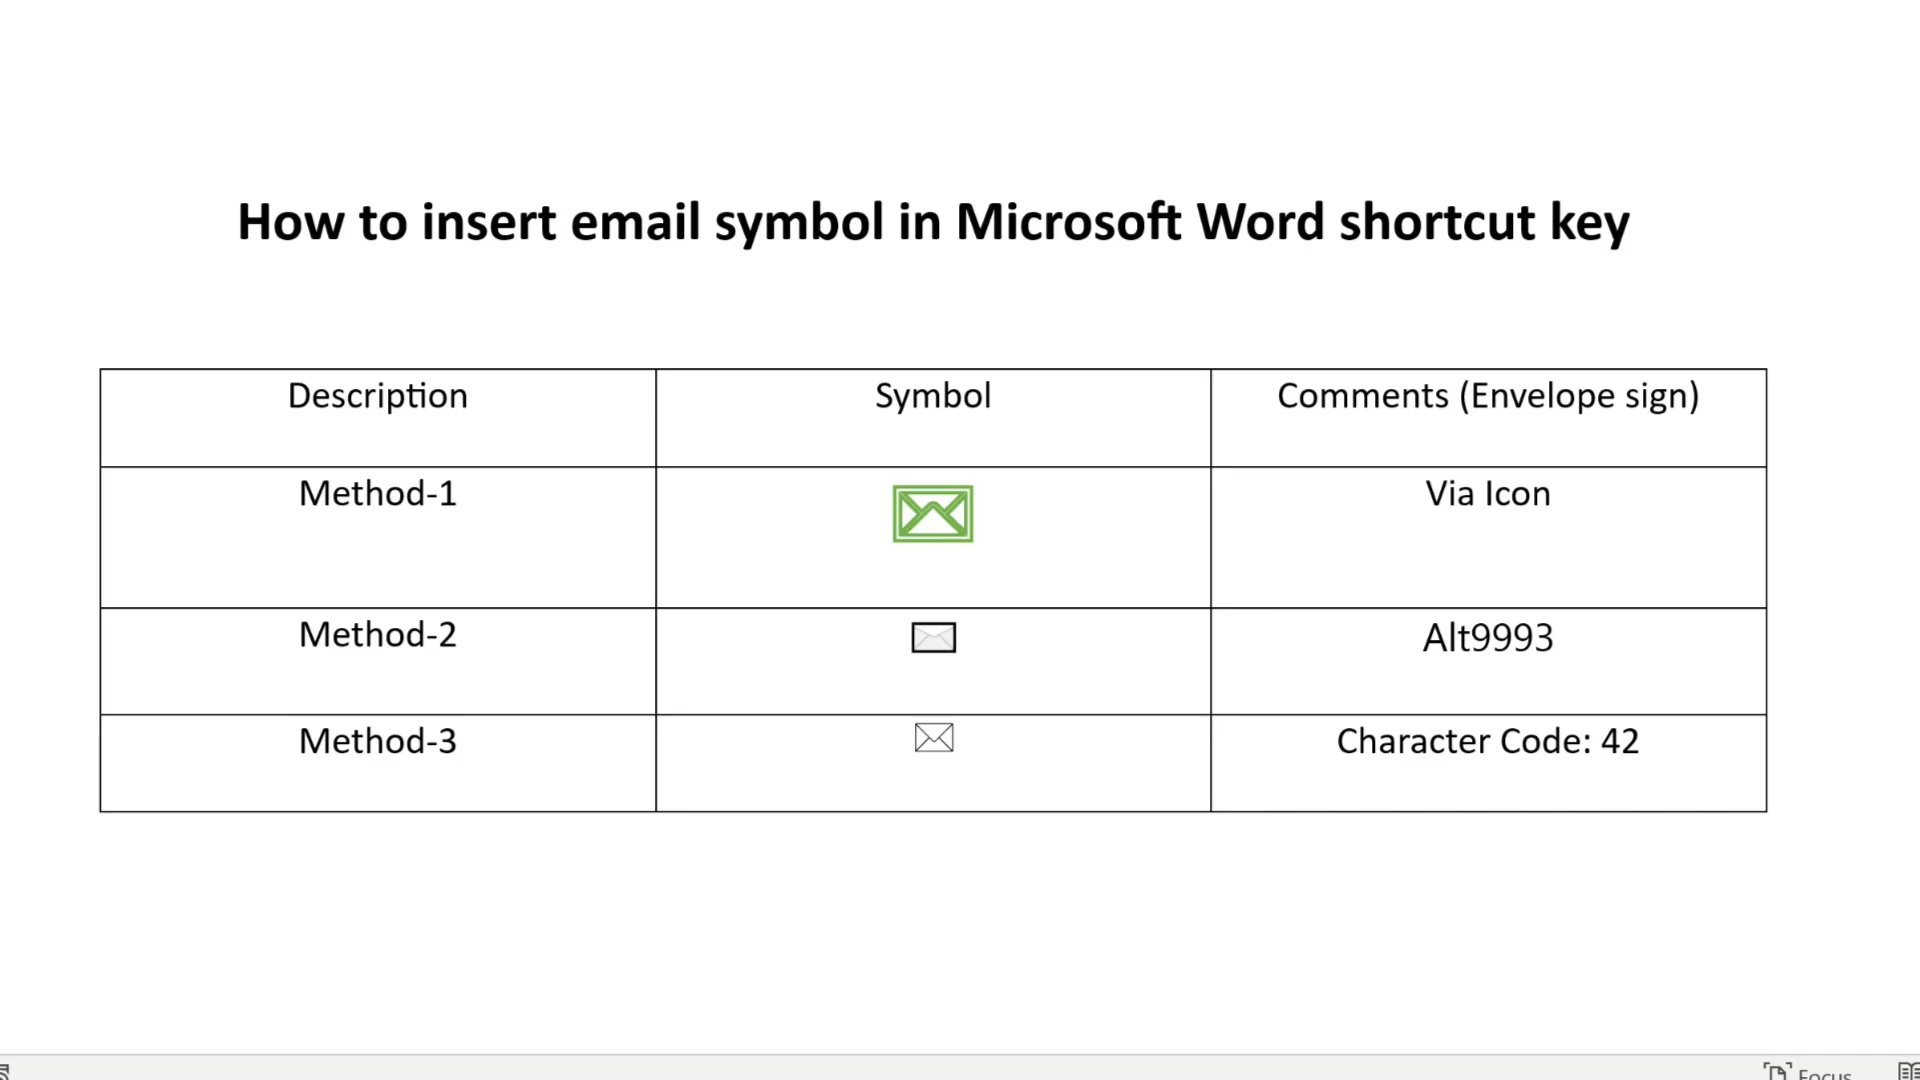 How to insert email symbol in Microsoft Word shortcut key
Description Symbol Comments (Envelope sign)
Method-1 Via Icon
Method-2 Alt9993
Method-3 Character Code: 42
Focus